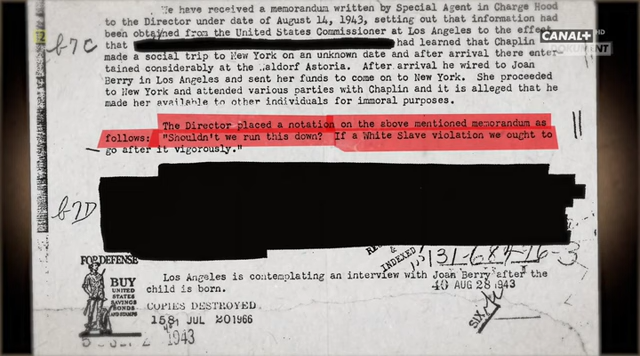 We have received a memorandum written by Special Agent in Charge Hood
to the Director under date of August 14, 1943, setting out that information had
been obtained from the United States Commissioner at Los Angeles to the effect
that had learned that Chaplin
b7C
CANAL+
HD
DOKUMENT
made a social trip to New York on an unknown date and after arrival there enter-
tained considerably at the Waldorf Astoria. After arrival he wired to Joan
Berry in Los Angeles and sent her funds to come on to New York. She proceeded
to New York and attended various parties with Chaplin and it is alleged that he
made her available to other individuals for immoral purposes.
The Director placed a notation on the above mentioned memorandum as
follows: "Shouldn't we run this down? If a White Slave violation we ought to
go after it vigorously."
b7D
INDEXED
FOR DEFENSE
BUY
UNITED
STATES
SAVINGS
BONDS
AND STAMPS
Los Angeles is contemplating an interview with Joan Berry after the
child is born.
AUG 28 1943
COPIES DESTROYED
158 JUL 20 1966
1943
SIX